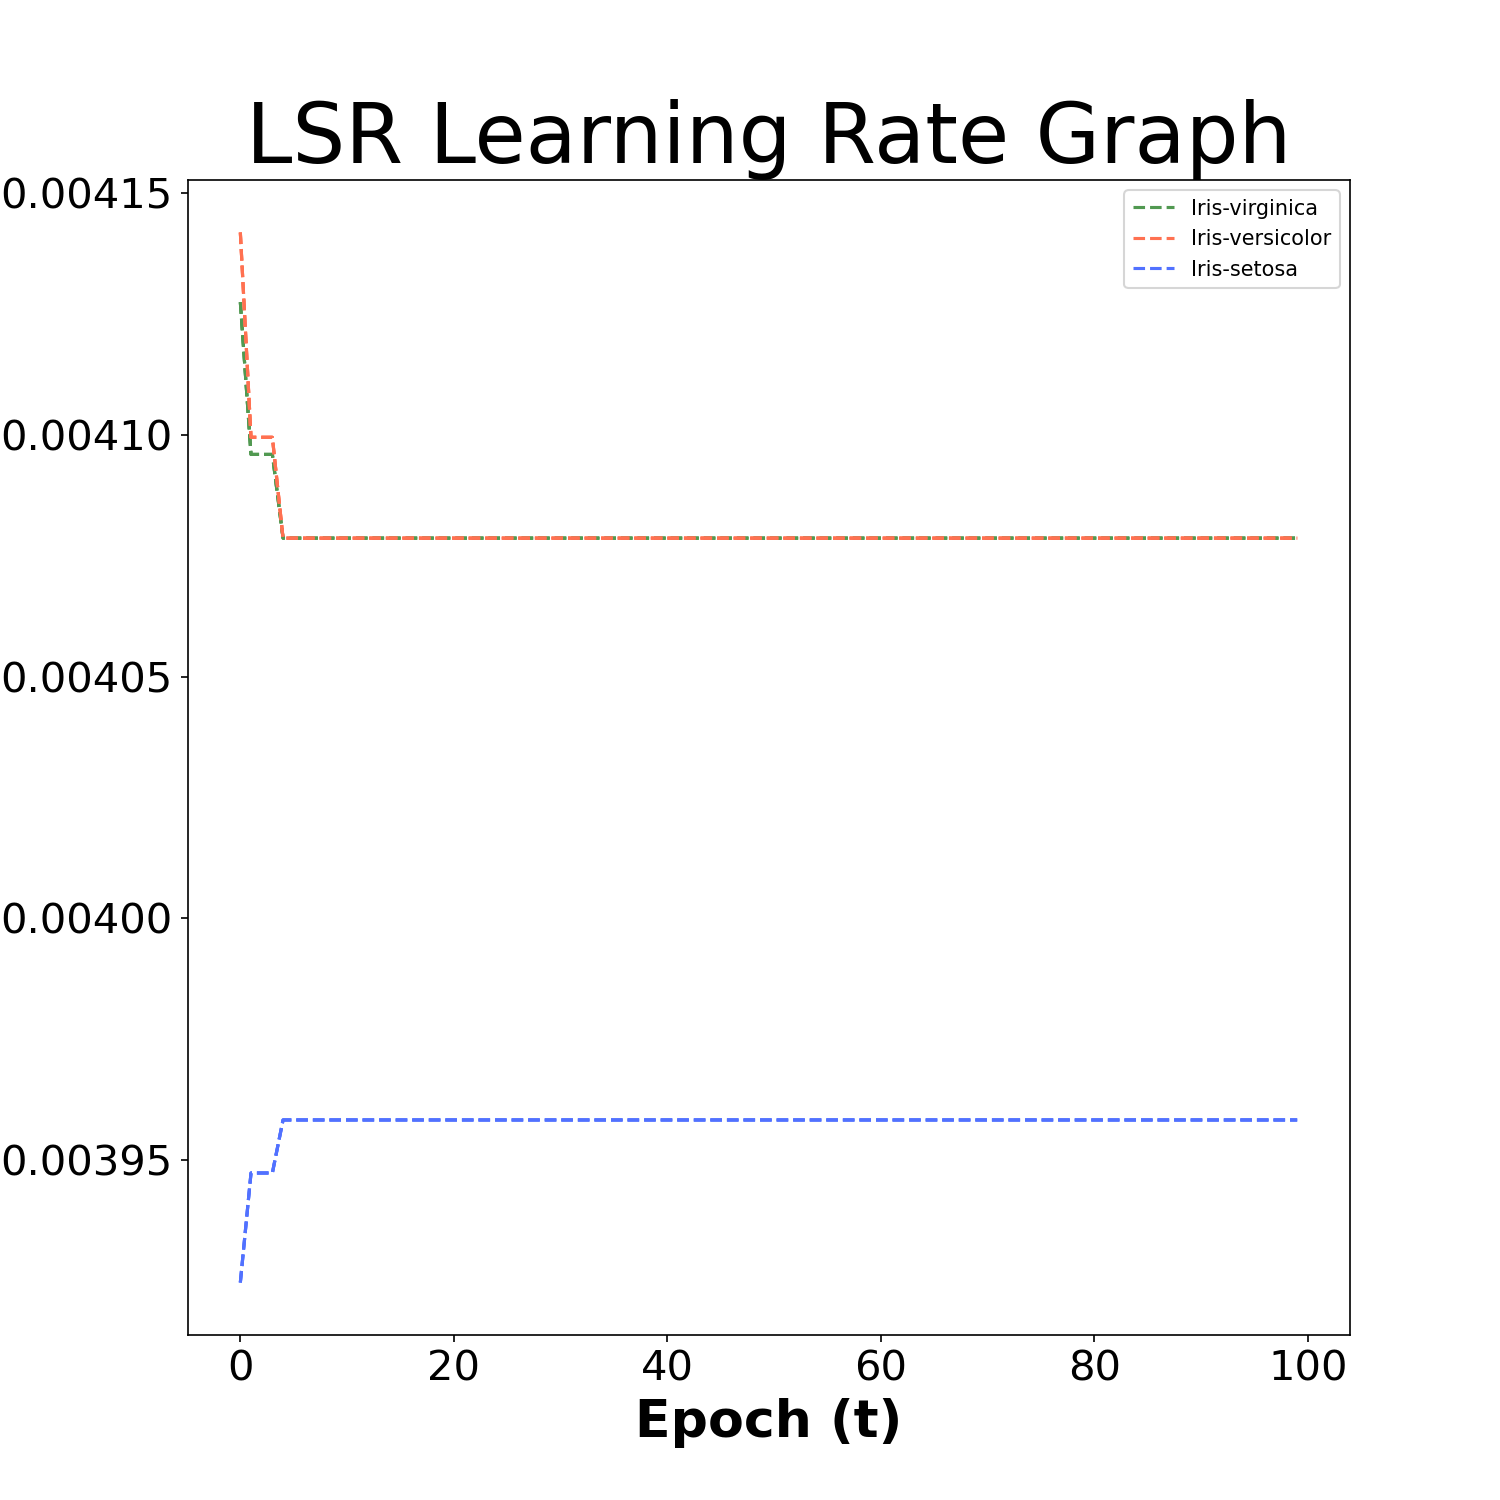 LSR Learning Rate Graph
0.00415
0.00410
0.00405
0.00400
0.00395
Iris-virginica
Iris-versicolor
Iris-setosa
0 20 40 60 80 100
Epoch (t)